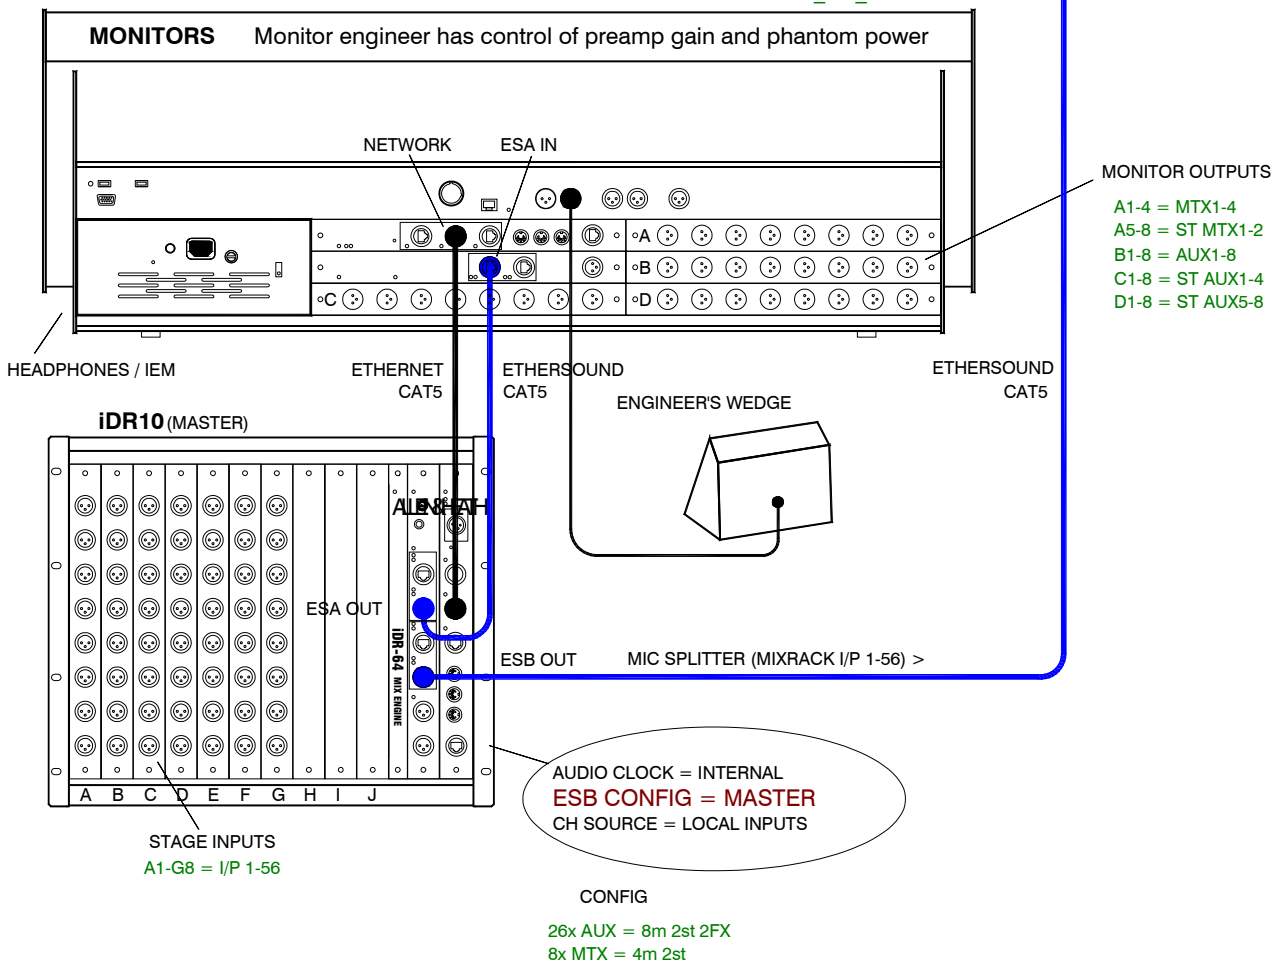 MONITORS Monitor engineer has control of preamp gain and phantom power
NETWORK
ESA IN
MONITOR OUTPUTS
A1-4 = MTX1-4
A5-8 = ST MTX1-2
B1-8 = AUX1-8
C1-8 = ST AUX1-4
D1-8 = ST AUX5-8
A
B
C
D
HEADPHONES / IEM
ETHERNET
CAT5
ETHERSOUND
CAT5
ETHERSOUND
CAT5
ENGINEER'S WEDGE
iDR10 (MASTER)
ALLEN&HEATH
ESA OUT
iDR-64 MIX ENGINE
ESB OUT
MIC SPLITTER (MIXRACK I/P 1-56) >
A B C D E F G H I J
STAGE INPUTS
A1-G8 = I/P 1-56
AUDIO CLOCK = INTERNAL
ESB CONFIG = MASTER
CH SOURCE = LOCAL INPUTS
CONFIG
26x AUX = 8m 2st 2FX
8x MTX = 4m 2st